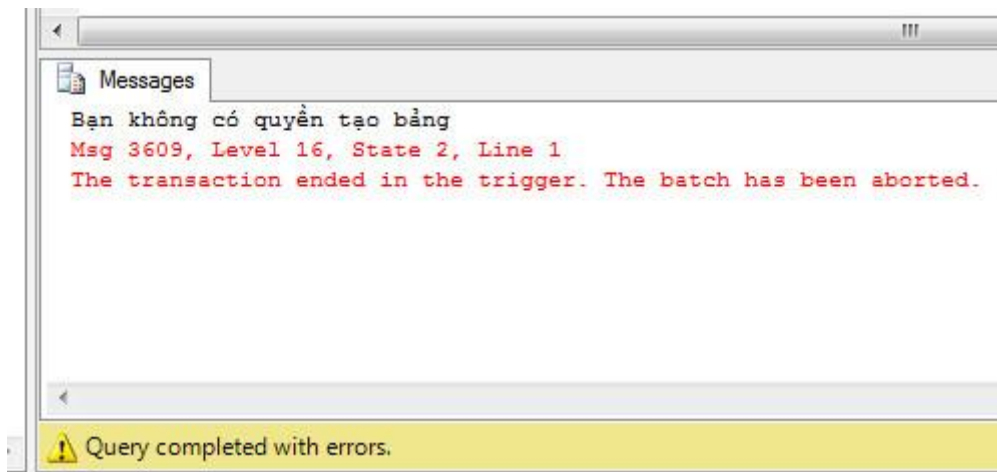 Messages
Bạn không có quyền tạo bảng
Msg 3609, Level 16, State 2, Line 1
The transaction ended in the trigger. The batch has been aborted.
Query completed with errors.